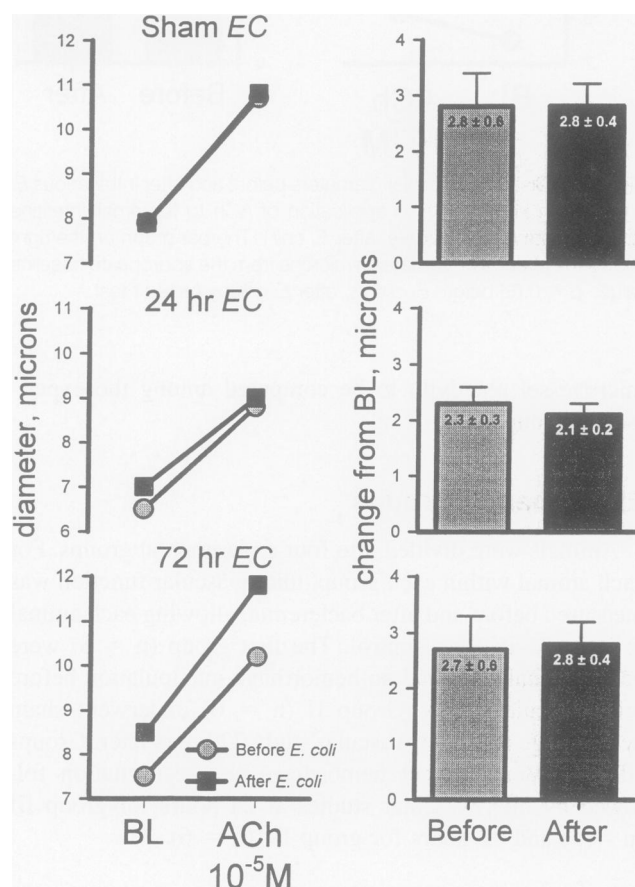 Sham EC
12
11
10
9
8
7
4
3
2
1
0
2.8 ± 0.6
2.8 ± 0.4
diameter, microns
change from BL, microns
24 hr EC
11
10
9
8
7
6
4
3
2
1
0
2.3 ± 0.3
2.1 ± 0.2
72 hr EC
12
11
10
9
8
7
Before E. coli
After E. coli
BL
ACh
10⁻⁵M
4
3
2
1
0
2.7 ± 0.6
2.8 ± 0.4
Before
After